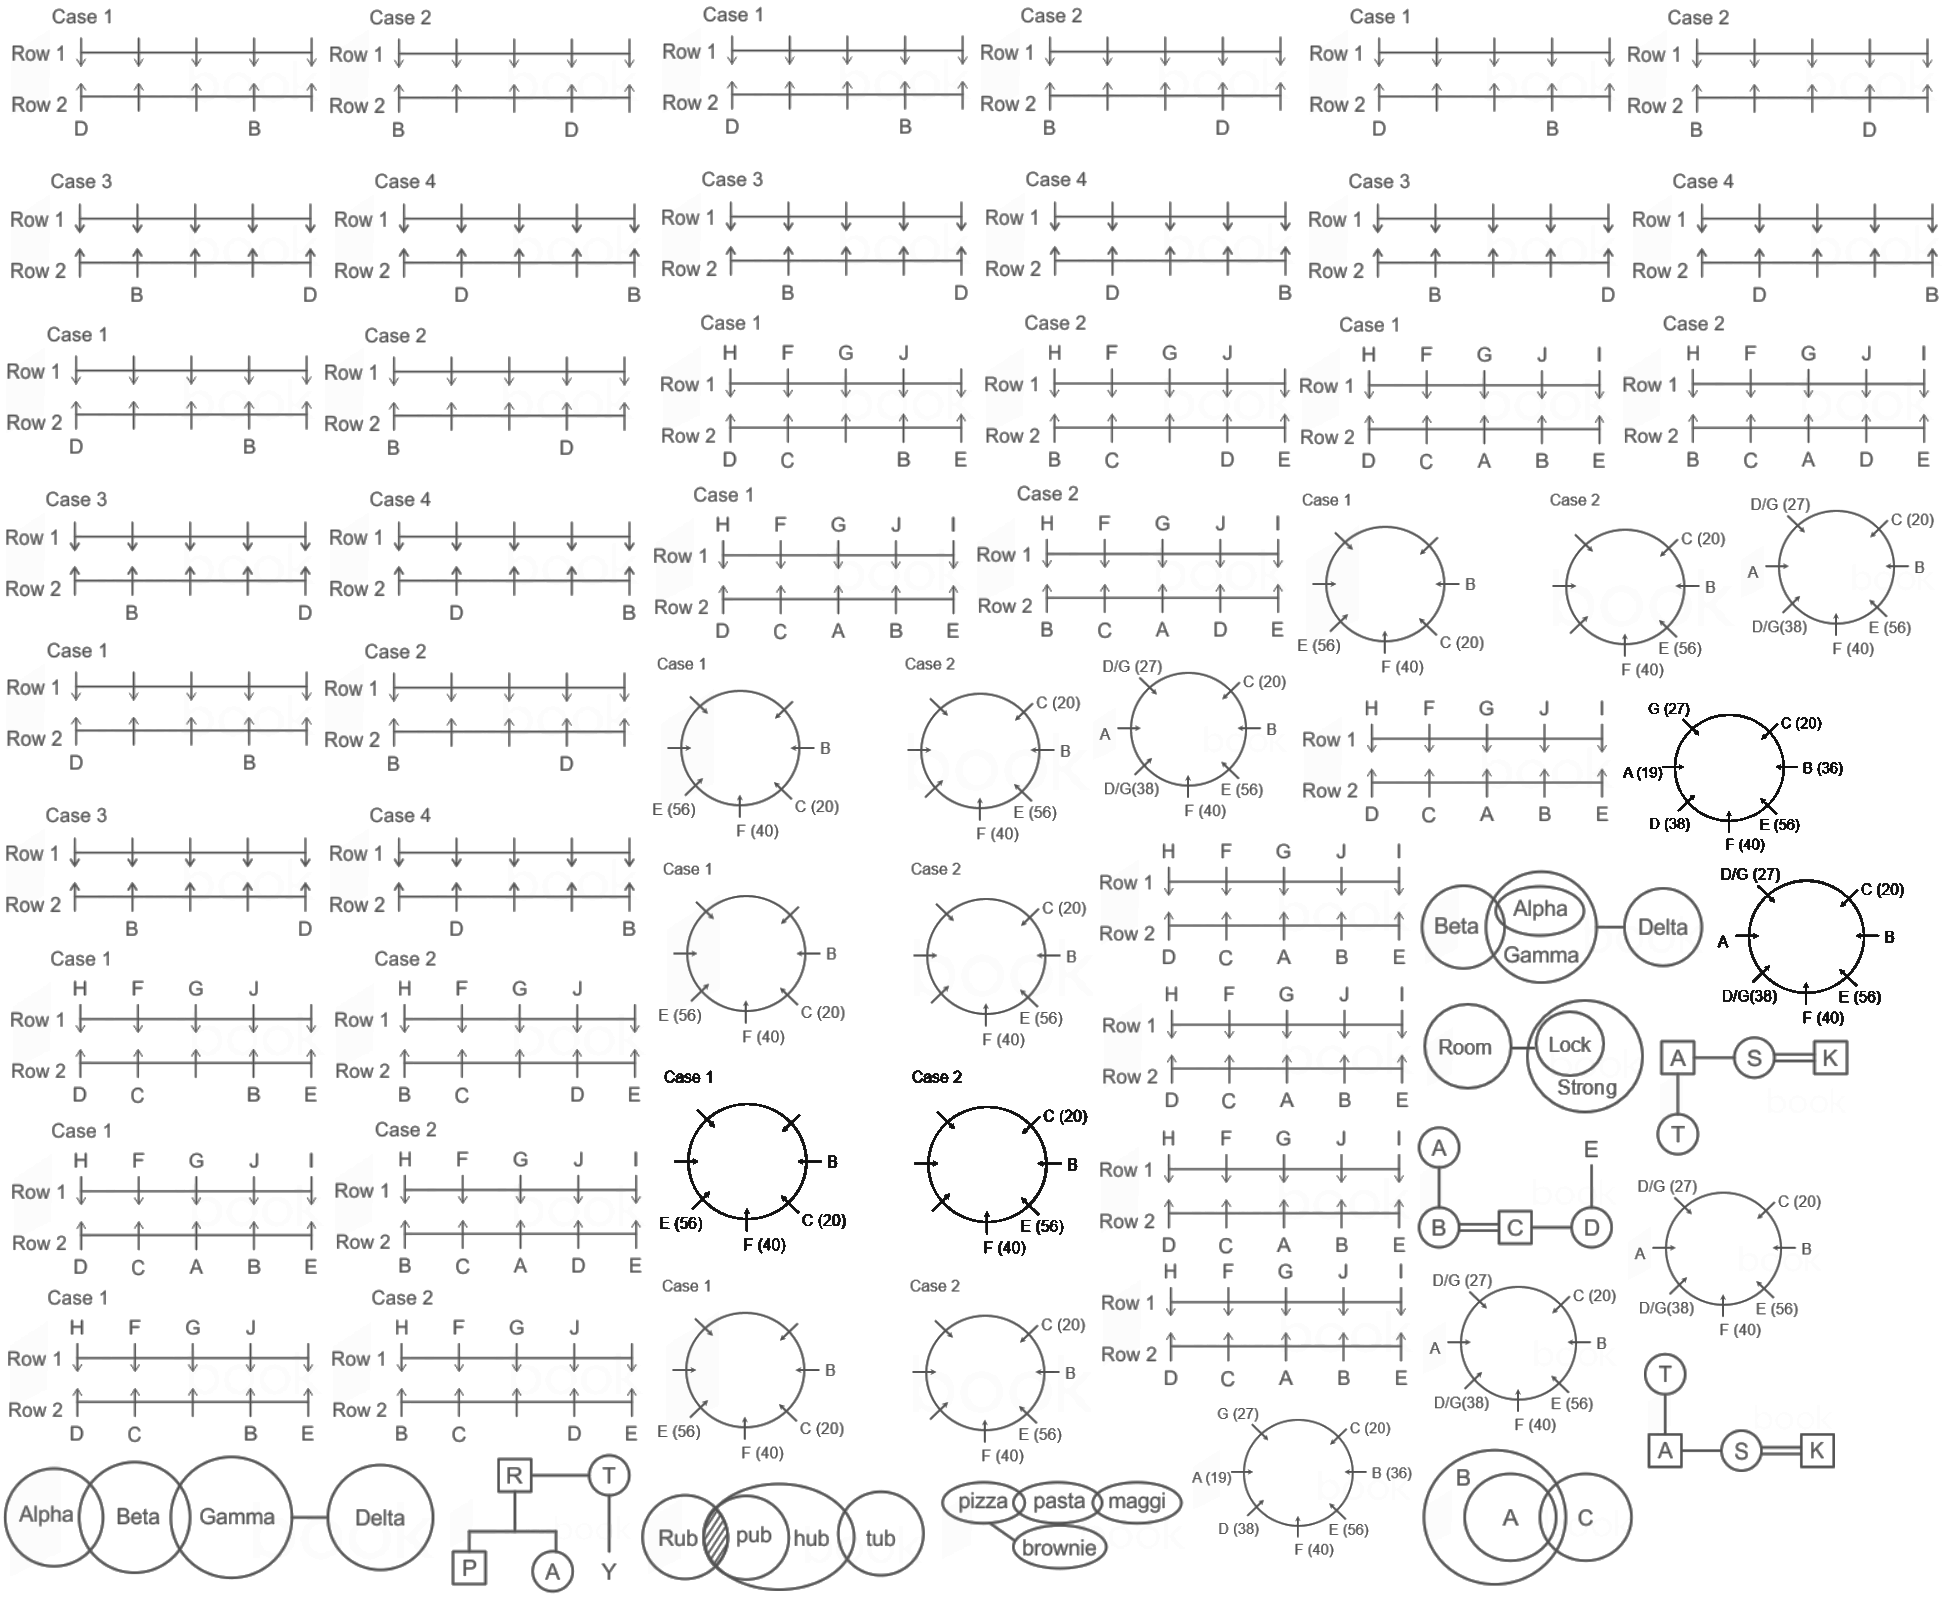 Case 1
Row 1
Row 2
D B
Case 2
Row 1
Row 2
B D
Case 1
Row 1
Row 2
D B
Case 2
Row 1
Row 2
B D
Case 1
Row 1
Row 2
D B
Case 2
Row 1
Row 2
B D
Case 3
Row 1
Row 2
B D
Case 4
Row 1
Row 2
D B
Case 3
Row 1
Row 2
B D
Case 4
Row 1
Row 2
D B
Case 3
Row 1
Row 2
B D
Case 4
Row 1
Row 2
D B
Case 1
Row 1
Row 2
D B
Case 2
Row 1
Row 2
B D
Case 1
H F G J
Row 1
Row 2
D C B E
Case 2
H F G J
Row 1
Row 2
B C D E
Case 1
H F G J I
Row 1
Row 2
D C A B E
Case 2
H F G J I
Row 1
Row 2
B C A D E
Case 3
Row 1
Row 2
B D
Case 4
Row 1
Row 2
D B
Case 1
H F G J I
Row 1
Row 2
D C A B E
Case 2
H F G J I
Row 1
Row 2
B C A D E
Case 1
B
E (56)
C (20)
F (40)
Case 2
C (20)
B
E (56)
F (40)
D/G (27)
C (20)
A
B
D/G(38)
E (56)
F (40)
Case 1
Row 1
Row 2
D B
Case 2
Row 1
Row 2
B D
Case 1
B
E (56)
C (20)
F (40)
Case 2
C (20)
B
E (56)
F (40)
D/G (27)
C (20)
A
B
D/G(38)
E (56)
F (40)
H F G J I
Row 1
Row 2
D C A B E
G (27)
C (20)
A (19)
B (36)
D (38)
E (56)
F (40)
Case 3
Row 1
Row 2
B D
Case 4
Row 1
Row 2
D B
Case 1
B
E (56)
C (20)
F (40)
Case 2
C (20)
B
E (56)
F (40)
H F G J I
Row 1
Row 2
D C A B E
Beta
Alpha
Gamma
Delta
D/G (27)
C (20)
A
B
D/G(38)
E (56)
F (40)
Case 1
H F G J
Row 1
Row 2
D C B E
Case 2
H F G J
Row 1
Row 2
B C D E
Case 1
B
E (56)
C (20)
F (40)
Case 2
C (20)
B
E (56)
F (40)
H F G J I
Row 1
Row 2
D C A B E
Room
Lock
Strong
A S K
T
Case 1
H F G J I
Row 1
Row 2
D C A B E
Case 2
H F G J I
Row 1
Row 2
B C A D E
H F G J I
Row 1
Row 2
D C A B E
A E
B C D
D/G (27)
C (20)
A
B
D/G(38)
E (56)
F (40)
Case 1
H F G J
Row 1
Row 2
D C B E
Case 2
H F G J
Row 1
Row 2
B C D E
Case 1
B
E (56)
C (20)
F (40)
Case 2
C (20)
B
E (56)
F (40)
H F G J I
Row 1
Row 2
D C A B E
D/G (27)
C (20)
A
B
D/G(38)
E (56)
F (40)
T
A S K
Alpha Beta Gamma Delta
R T
P A Y
Rub pub hub tub
pizza pasta maggi
brownie
G (27)
C (20)
A (19)
B (36)
D (38)
E (56)
F (40)
B
A C